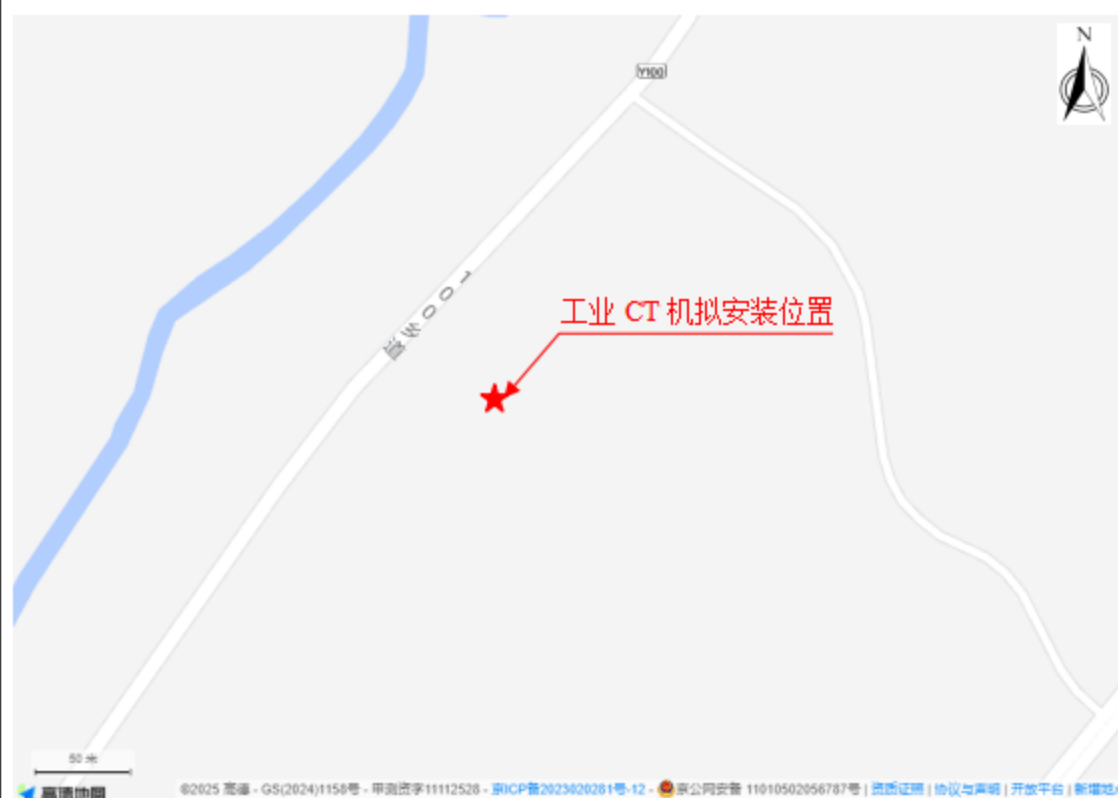 N
Y100
100乡道
工业 CT 机拟安装位置
50 米
高德地图
©2025 高德 - GS(2024)1158号 - 甲测资字11112528 - 京ICP备2023020281号-12 - 京公网安备 11010502056787号 | 资质证照 | 协议与声明 | 开放平台 | 新增地